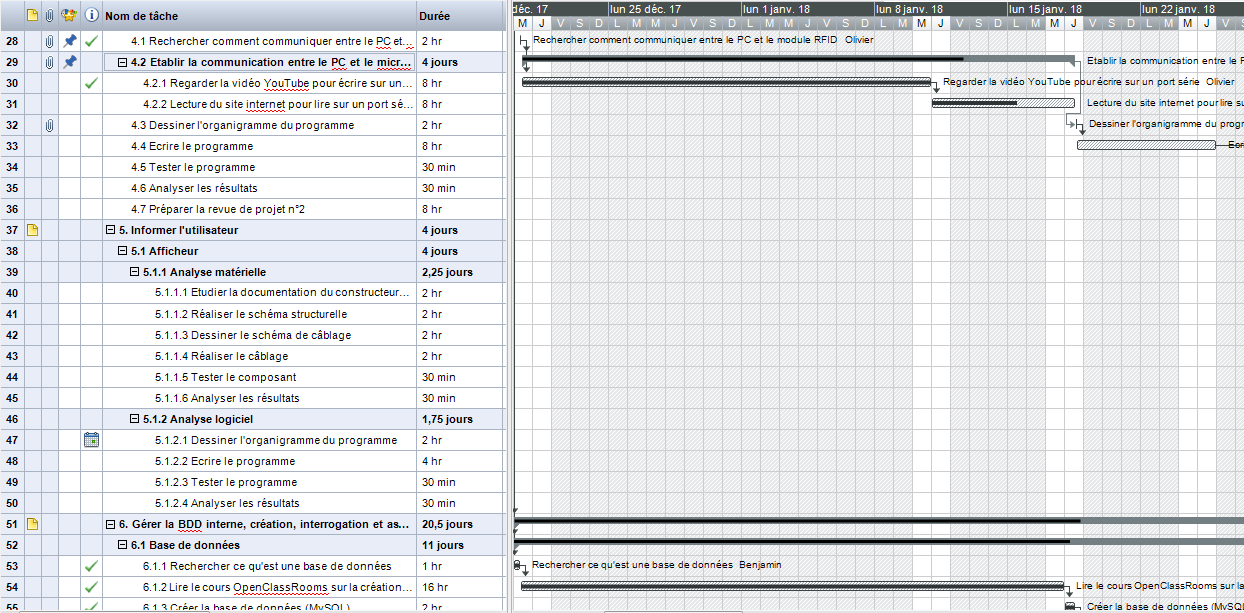 Nom de tâche Durée
déc. 17 lun 25 déc. 17 lun 1 janv. 18 lun 8 janv. 18 lun 15 janv. 18 lun 22 janv. 18
M J V S D L M M J V S D L M M J V S D L M M J V S D L M M J V S D L M M J V
28 4.1 Rechercher comment communiquer entre le PC et... 2 hr Rechercher comment communiquer entre le PC et le module RFID Olivier
29 4.2 Etablir la communication entre le PC et le micr... 4 jours Etablir la communication entre le P
30 4.2.1 Regarder la vidéo YouTube pour écrire sur un... 8 hr Regarder la vidéo YouTube pour écrire sur un port série Olivier
31 4.2.2 Lecture du site internet pour lire sur un port sé... 8 hr Lecture du site internet pour lire su
32 4.3 Dessiner l'organigramme du programme 2 hr Dessiner l'organigramme du progr
33 4.4 Ecrire le programme 8 hr Ecr
34 4.5 Tester le programme 30 min
35 4.6 Analyser les résultats 30 min
36 4.7 Préparer la revue de projet n°2 8 hr
37 5. Informer l'utilisateur 4 jours
38 5.1 Afficheur 4 jours
39 5.1.1 Analyse matérielle 2,25 jours
40 5.1.1.1 Etudier la documentation du constructeur... 2 hr
41 5.1.1.2 Réaliser le schéma structurelle 2 hr
42 5.1.1.3 Dessiner le schéma de câblage 2 hr
43 5.1.1.4 Réaliser le câblage 2 hr
44 5.1.1.5 Tester le composant 30 min
45 5.1.1.6 Analyser les résultats 30 min
46 5.1.2 Analyse logiciel 1,75 jours
47 5.1.2.1 Dessiner l'organigramme du programme 2 hr
48 5.1.2.2 Ecrire le programme 4 hr
49 5.1.2.3 Tester le programme 30 min
50 5.1.2.4 Analyser les résultats 30 min
51 6. Gérer la BDD interne, création, interrogation et as... 20,5 jours
52 6.1 Base de données 11 jours
53 6.1.1 Rechercher ce qu'est une base de données 1 hr Rechercher ce qu'est une base de données Benjamin
54 6.1.2 Lire le cours OpenClassRooms sur la création... 16 hr Lire le cours OpenClassRooms sur la
55 6.1.3 Créer la base de données (MySQL) 2 hr Créer la base de données (MySQL